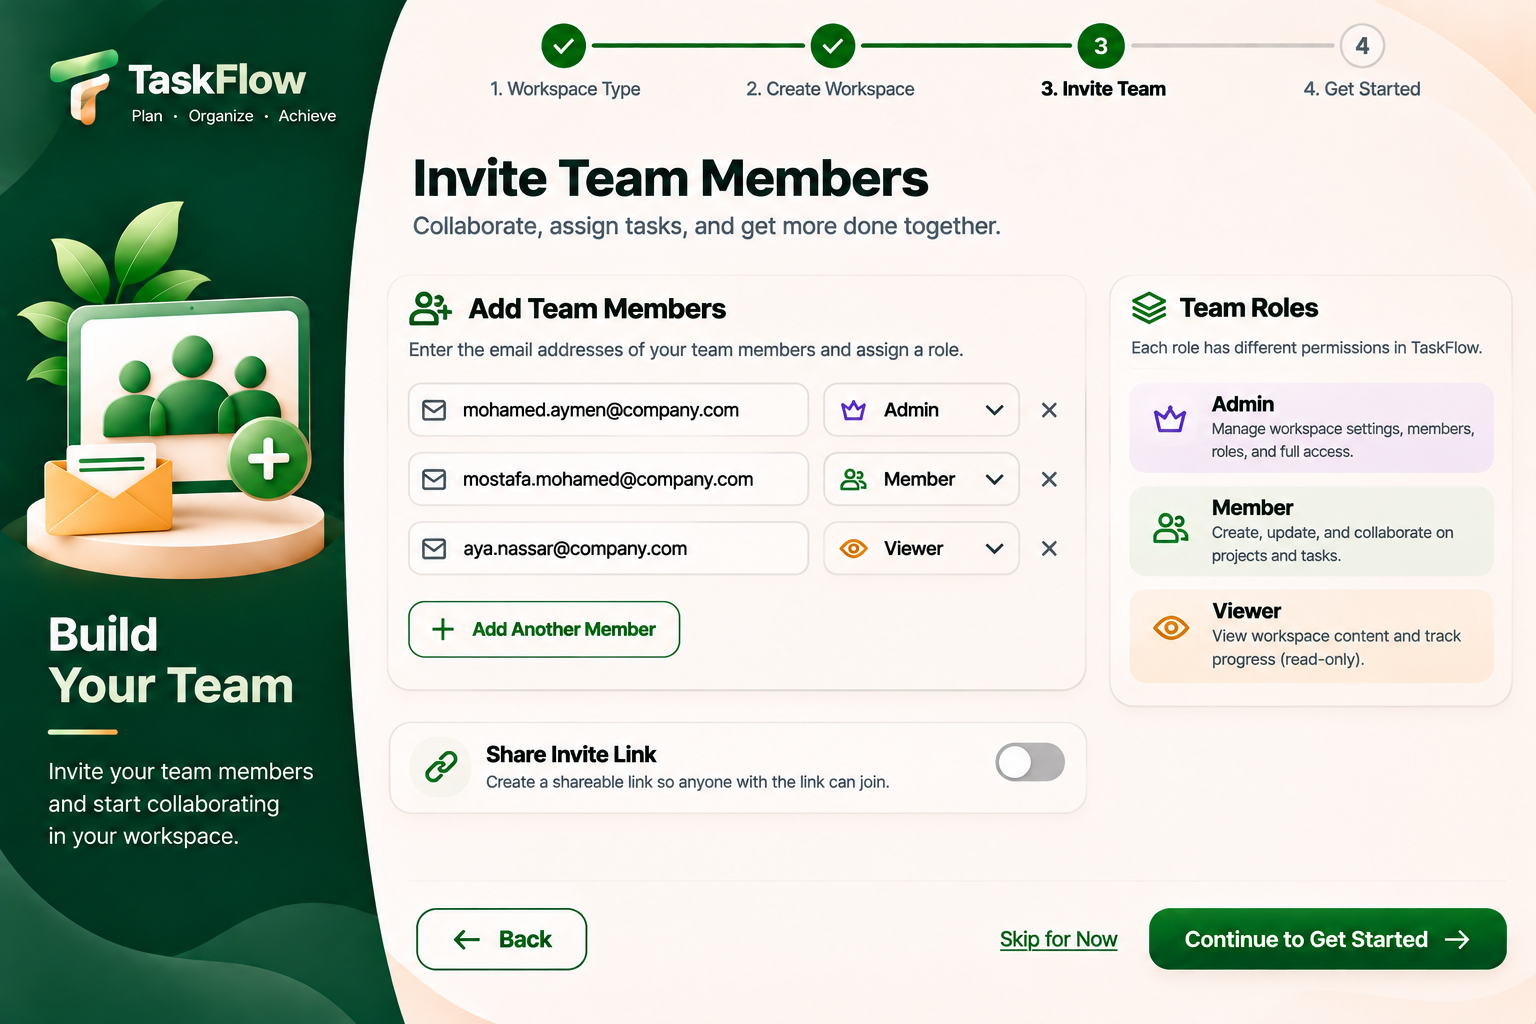 TaskFlow
Plan · Organize · Achieve
Build
Your Team
Invite your team members
and start collaborating
in your workspace.
3
4
1. Workspace Type
2. Create Workspace
3. Invite Team
4. Get Started
Invite Team Members
Collaborate, assign tasks, and get more done together.
Add Team Members
Enter the email addresses of your team members and assign a role.
mohamed.aymen@company.com
Admin
mostafa.mohamed@company.com
Member
aya.nassar@company.com
Viewer
Add Another Member
Team Roles
Each role has different permissions in TaskFlow.
Admin
Manage workspace settings, members,
roles, and full access.
Member
Create, update, and collaborate on
projects and tasks.
Viewer
View workspace content and track
progress (read-only).
Share Invite Link
Create a shareable link so anyone with the link can join.
Back
Skip for Now
Continue to Get Started